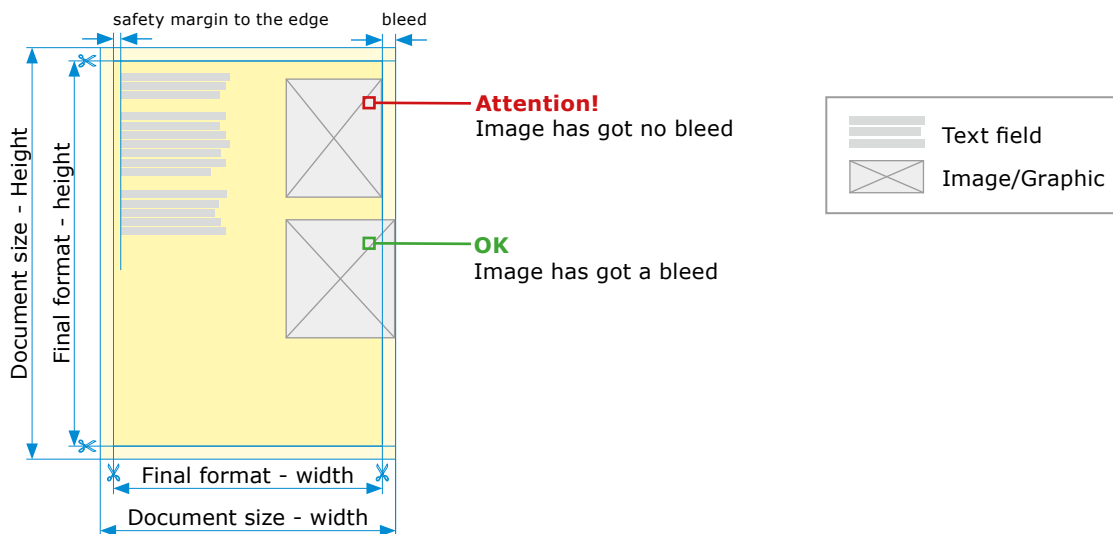 safety margin to the edge
bleed
Document size - Height
Final format - height
Attention!
Image has got no bleed
OK
Image has got a bleed
Text field
Image/Graphic
Final format - width
Document size - width